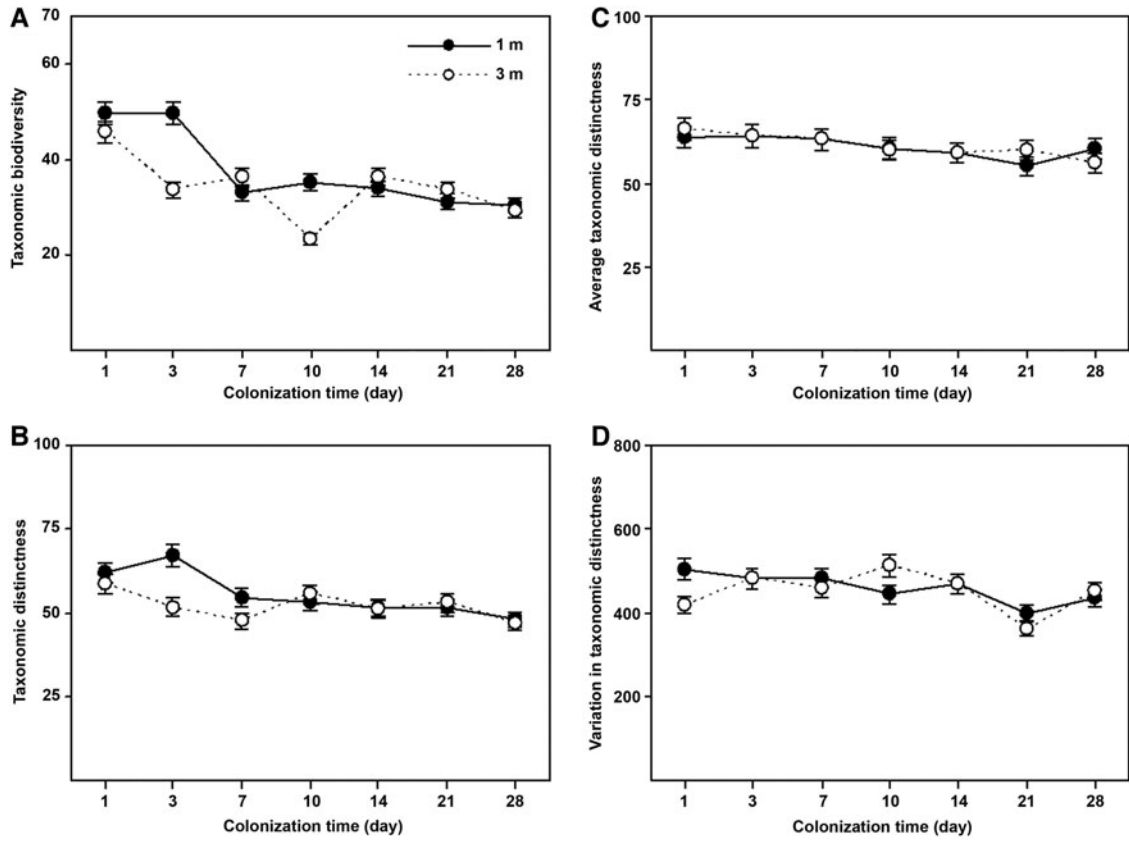 A
70
60
40
20
Taxonomic biodiversity
1 m
3 m
1 3 7 10 14 21 28
Colonization time (day)
C
100
75
50
25
Average taxonomic distinctness
1 3 7 10 14 21 28
Colonization time (day)
B
100
75
50
25
Taxonomic distinctness
1 3 7 10 14 21 28
Colonization time (day)
D
800
600
400
200
Variation in taxonomic distinctness
1 3 7 10 14 21 28
Colonization time (day)